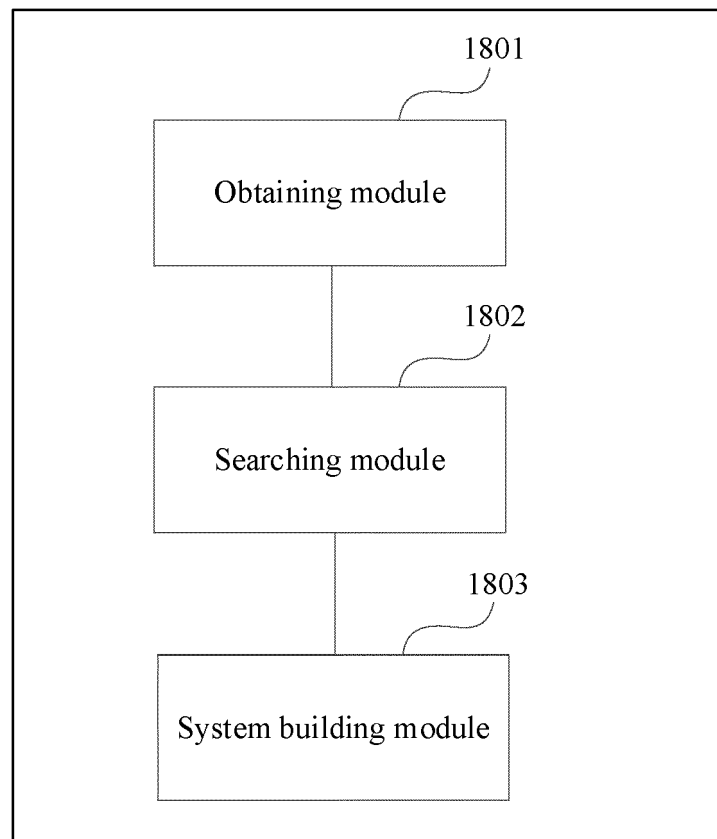 1801
Obtaining module
1802
Searching module
1803
System building module